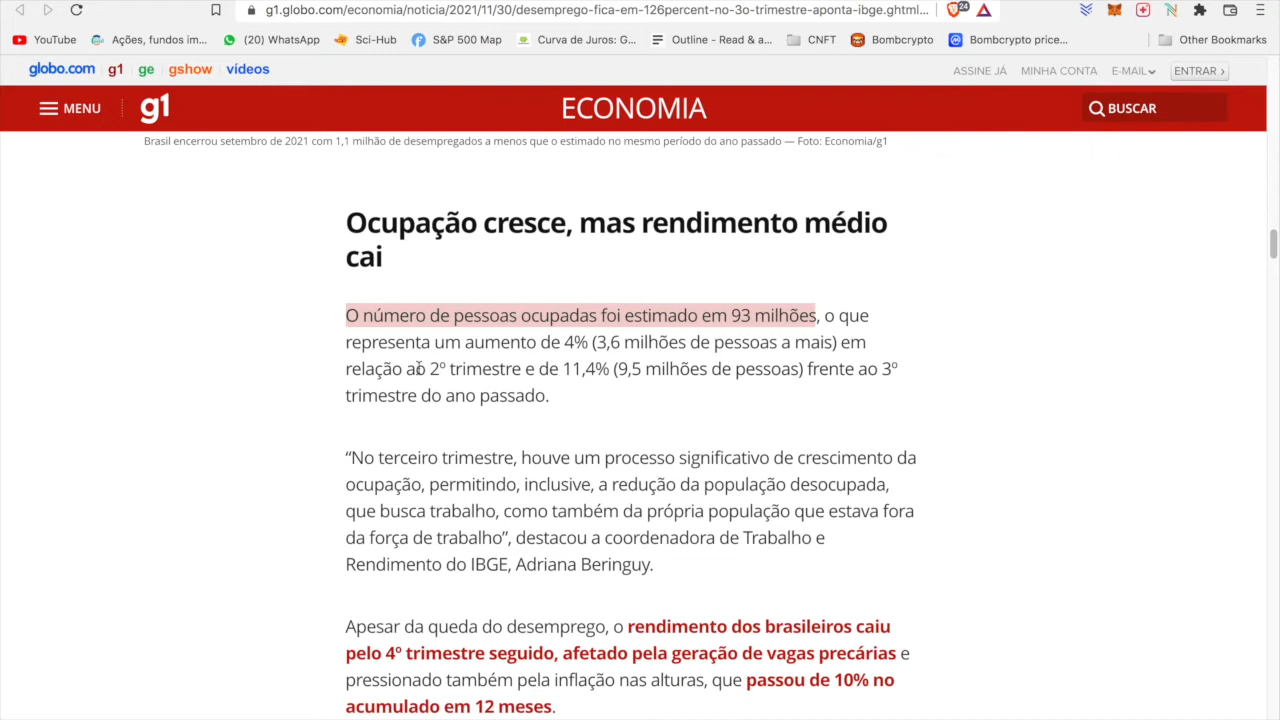 g1.globo.com/economia/noticia/2021/11/30/desemprego-fica-em-126percent-no-3o-trimestre-aponta-ibge.ghtml... 24
YouTube Ações, fundos im... (20) WhatsApp Sci-Hub S&P 500 Map Curva de Juros: G... Outline - Read & a... CNFT Bombcrypto Bombcrypto price... Other Bookmarks
globo.com g1 ge gshow vídeos ASSINE JÁ MINHA CONTA E-MAIL ENTRAR ›
MENU g1 ECONOMIA BUSCAR
Brasil encerrou setembro de 2021 com 1,1 milhão de desempregados a menos que o estimado no mesmo período do ano passado — Foto: Economia/g1
Ocupação cresce, mas rendimento médio
cai
O número de pessoas ocupadas foi estimado em 93 milhões, o que
representa um aumento de 4% (3,6 milhões de pessoas a mais) em
relação ao 2º trimestre e de 11,4% (9,5 milhões de pessoas) frente ao 3º
trimestre do ano passado.
“No terceiro trimestre, houve um processo significativo de crescimento da
ocupação, permitindo, inclusive, a redução da população desocupada,
que busca trabalho, como também da própria população que estava fora
da força de trabalho”, destacou a coordenadora de Trabalho e
Rendimento do IBGE, Adriana Beringuy.
Apesar da queda do desemprego, o rendimento dos brasileiros caiu
pelo 4º trimestre seguido, afetado pela geração de vagas precárias e
pressionado também pela inflação nas alturas, que passou de 10% no
acumulado em 12 meses.